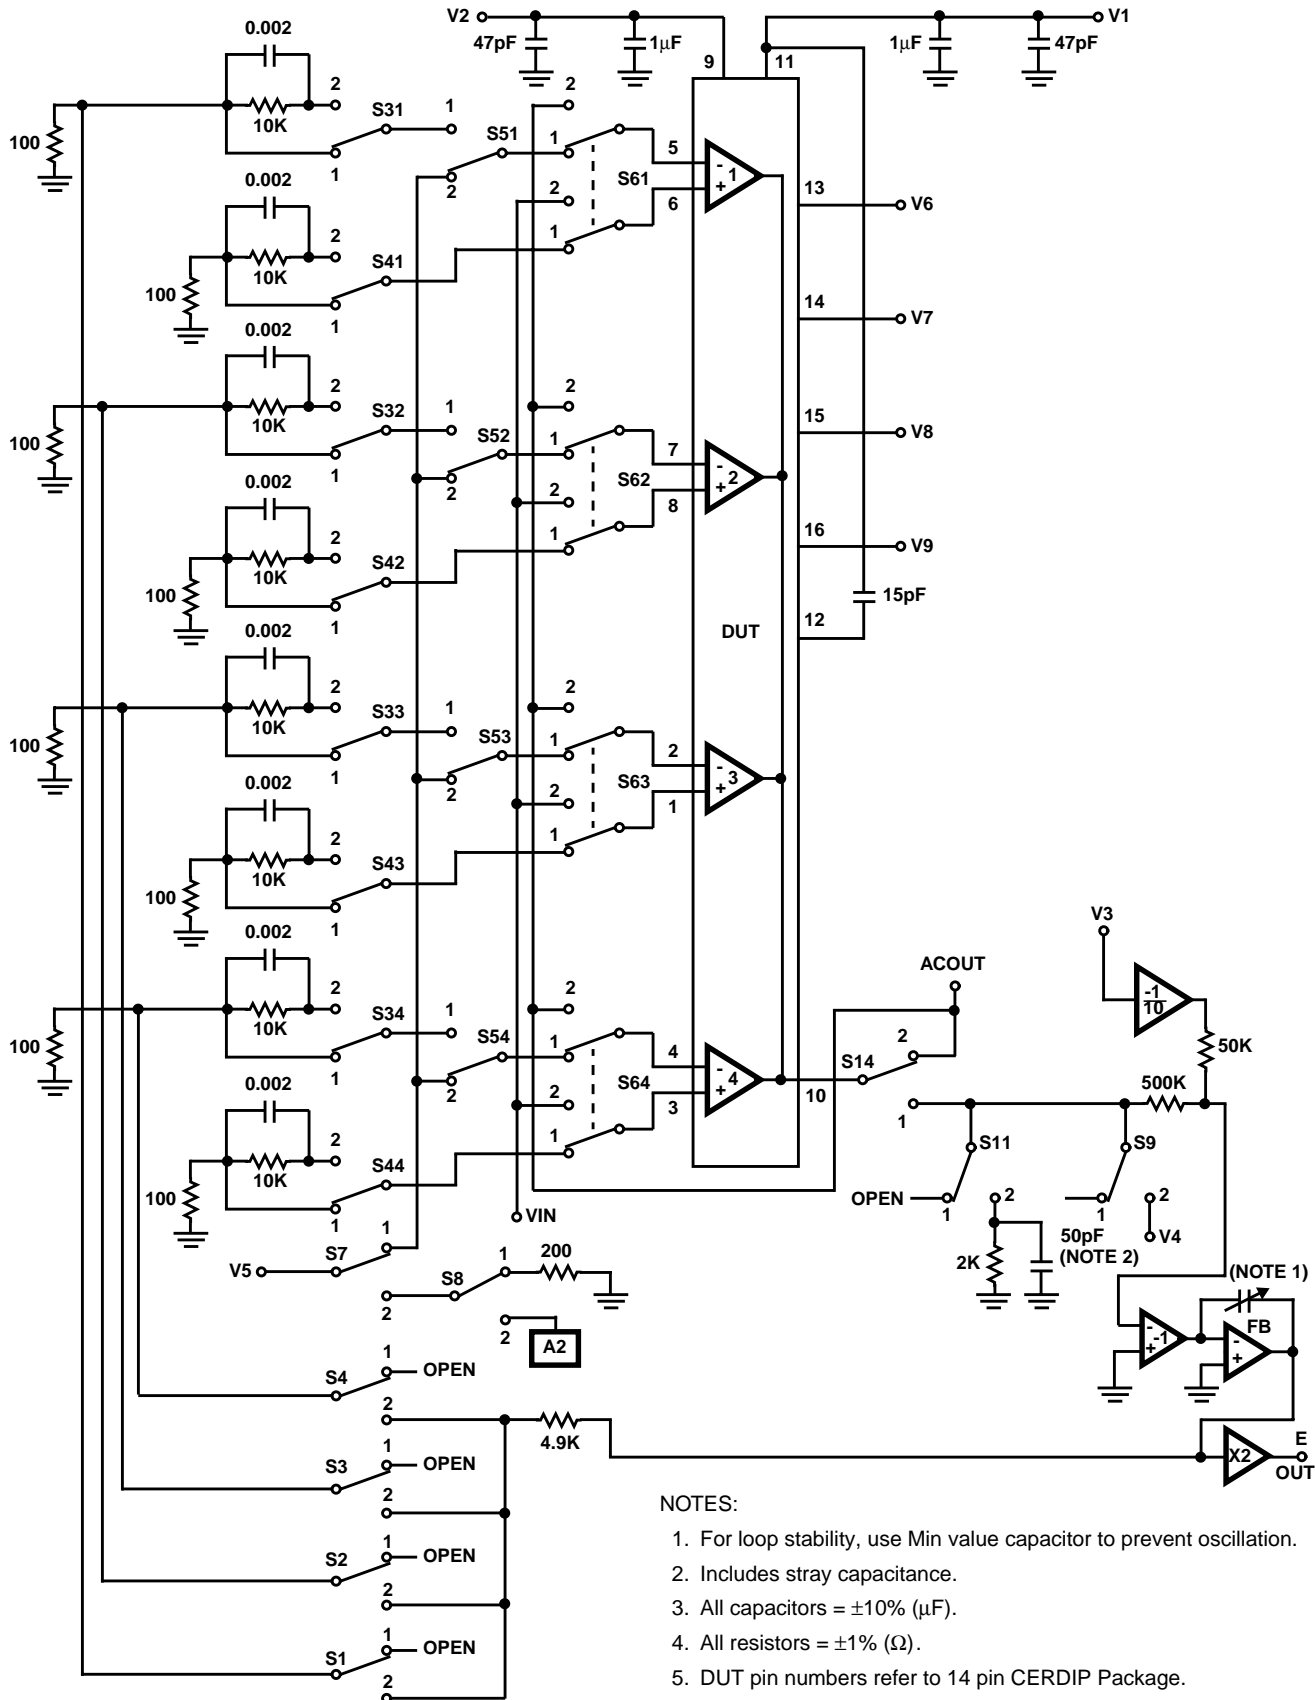 V2
47pF
1µF
9
11
1µF
47pF
V1
0.002
2
10K
S31
1
100
1
S51
2
2
1
S61
2
1
5
6
-
+
1
13
V6
0.002
2
10K
S41
100
1
14
V7
0.002
2
10K
S32
1
100
1
S52
2
2
1
S62
2
1
7
8
-
+
2
15
V8
0.002
2
10K
S42
100
1
16
V9
15pF
12
DUT
0.002
2
10K
S33
1
100
1
S53
2
2
1
S63
2
1
2
1
-
+
3
0.002
2
10K
S43
100
1
0.002
2
10K
S34
1
100
1
S54
2
2
1
S64
2
1
4
3
-
+
4
10
ACOUT
S14
2
1
V3
-1
10
50K
500K
0.002
2
10K
S44
100
1
S11
OPEN
1
2
S9
1
2
V4
2K
50pF
(NOTE 2)
VIN
V5
S7
1
2
S8
1
200
2
A2
(NOTE 1)
-
+
-1
FB
-
+
S4
1
OPEN
2
4.9K
X2
E
OUT
S3
1
OPEN
2
S2
1
OPEN
2
S1
1
OPEN
2
NOTES:
1. For loop stability, use Min value capacitor to prevent oscillation.
2. Includes stray capacitance.
3. All capacitors = ±10% (µF).
4. All resistors = ±1% (Ω).
5. DUT pin numbers refer to 14 pin CERDIP Package.